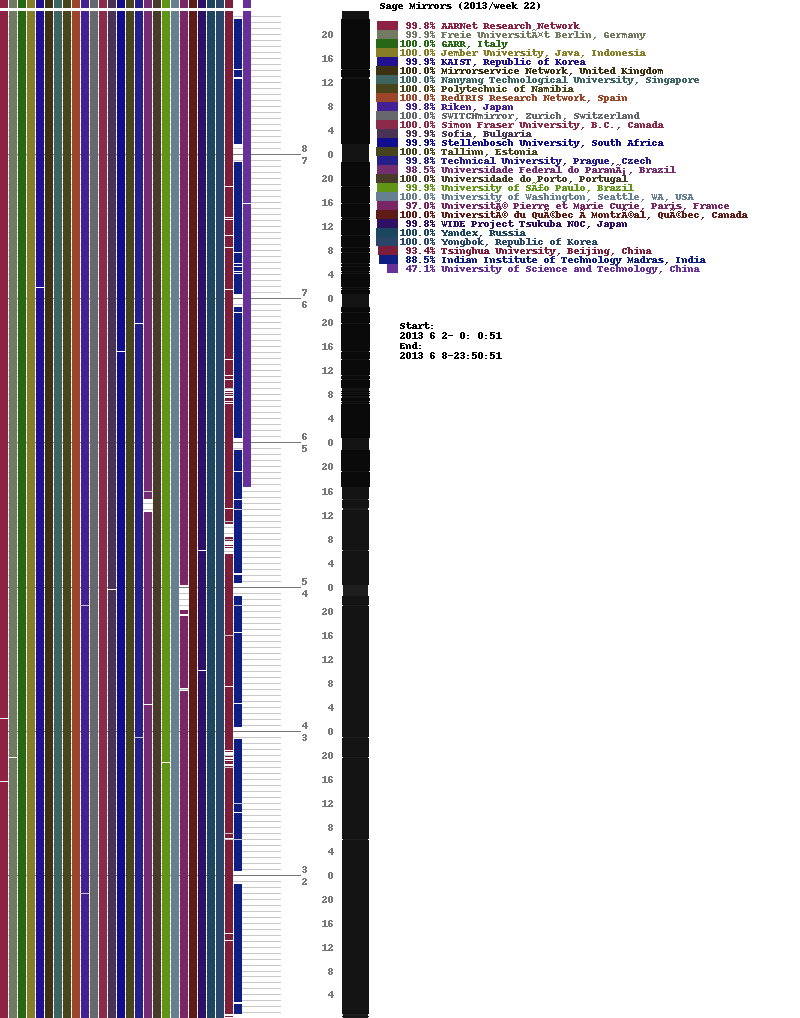 Sage Mirrors (2013/week 22)
99.8% AARNet Research Network
99.9% Freie UniversitÃ¤t Berlin, Germany
100.0% GARR, Italy
100.0% Jember University, Java, Indonesia
99.9% KAIST, Republic of Korea
100.0% Mirrorservice Network, United Kingdom
100.0% Nanyang Technological University, Singapore
100.0% Polytechnic of Namibia
100.0% RedIRIS Research Network, Spain
99.8% Riken, Japan
100.0% SWITCHmirror, Zurich, Switzerland
100.0% Simon Fraser University, B.C., Canada
99.9% Sofia, Bulgaria
99.9% Stellenbosch University, South Africa
100.0% Tallinn, Estonia
99.8% Technical University, Prague, Czech
98.5% Universidade Federal do ParanÃ¡, Brazil
100.0% Universidade do Porto, Portugal
99.9% University of SÃ£o Paulo, Brazil
100.0% University of Washington, Seattle, WA, USA
97.0% UniversitÃ© Pierre et Marie Curie, Paris, France
100.0% UniversitÃ© du QuÃ©bec Ã MontrÃ©al, QuÃ©bec, Canada
99.8% WIDE Project Tsukuba NOC, Japan
100.0% Yandex, Russia
100.0% Yongbok, Republic of Korea
93.4% Tsinghua University, Beijing, China
88.5% Indian Institute of Technology Madras, India
47.1% University of Science and Technology, China
Start:
2013 6 2- 0: 0:51
End:
2013 6 8-23:50:51
20
16
12
8
4
8
0
7
20
16
12
8
4
7
0
6
20
16
12
8
4
6
0
5
20
16
12
8
4
5
0
4
20
16
12
8
4
4
0
3
20
16
12
8
4
3
0
2
20
16
12
8
4